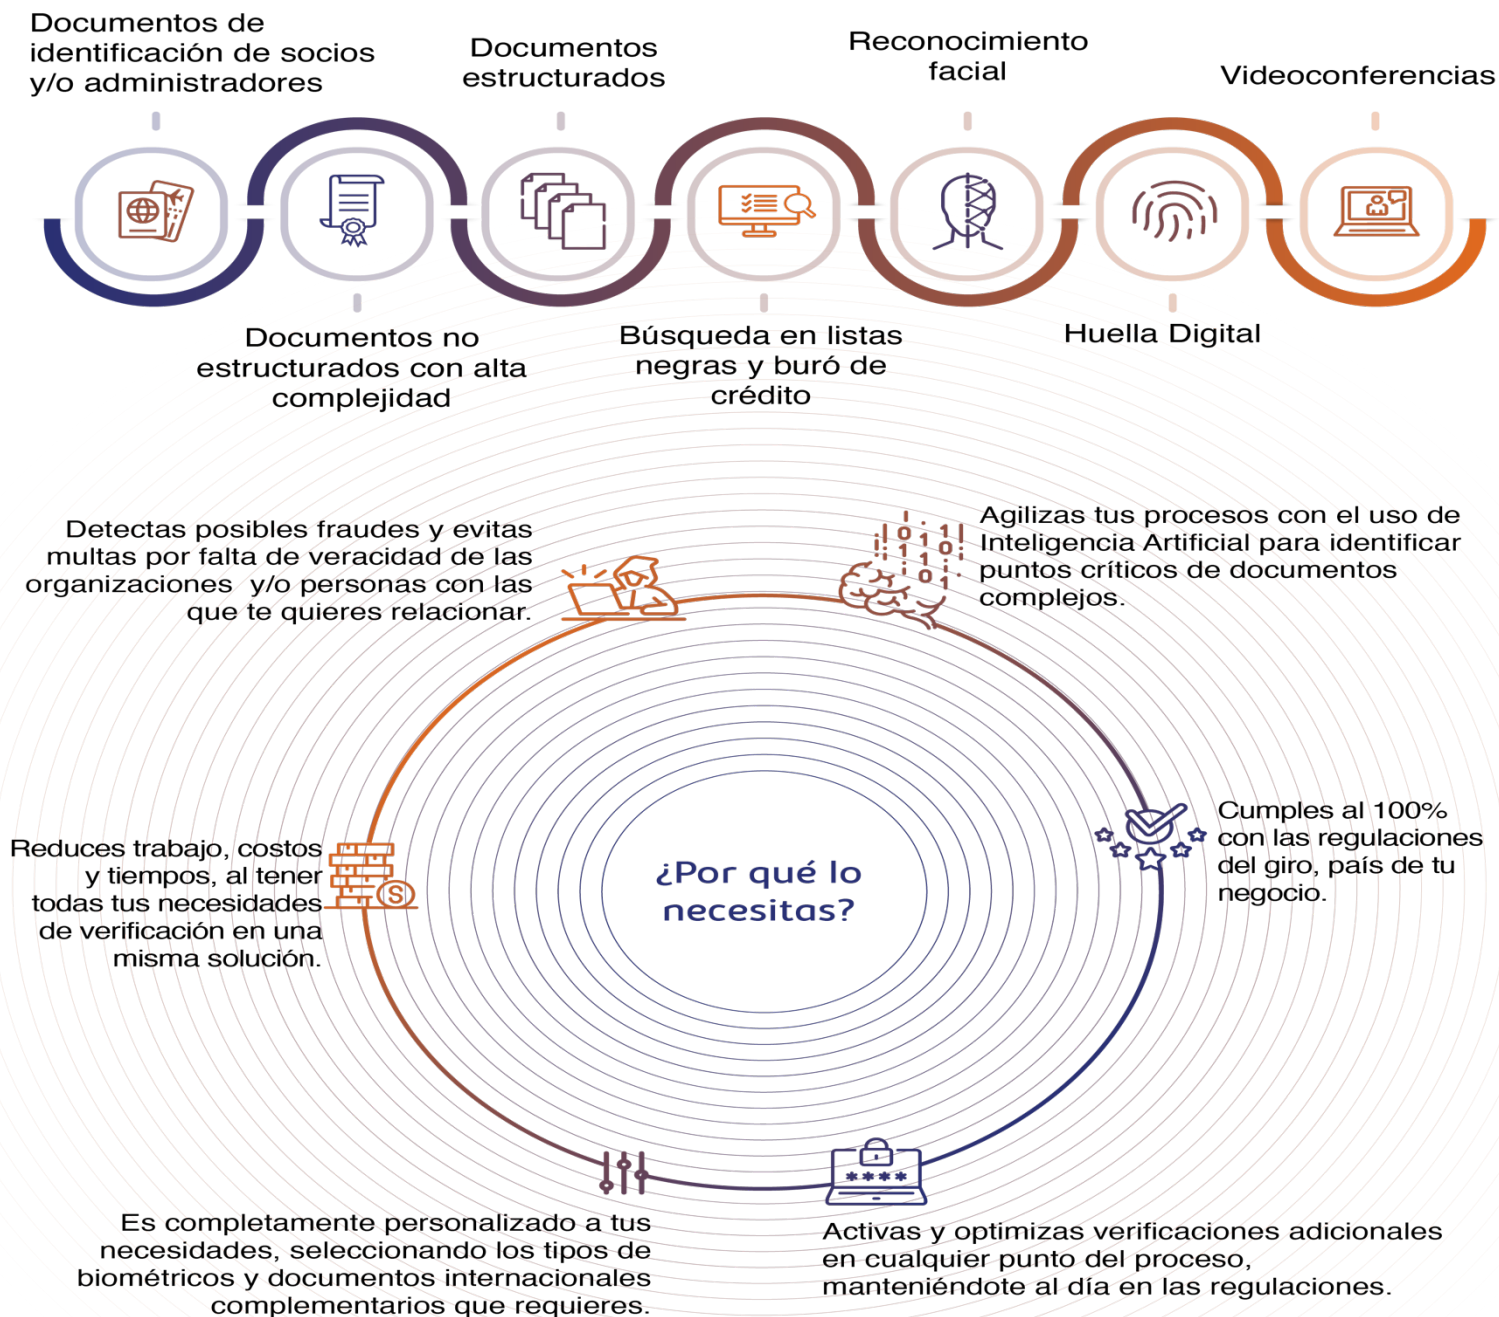 Documentos de
identificación de socios
y/o administradores
Documentos
estructurados
Reconocimiento
facial
Videoconferencias
Documentos no
estructurados con alta
complejidad
Búsqueda en listas
negras y buró de
crédito
Huella Digital
Detectas posibles fraudes y evitas
multas por falta de veracidad de las
organizaciones y/o personas con las
que te quieres relacionar.
Agilizas tus procesos con el uso de
Inteligencia Artificial para identificar
puntos críticos de documentos
complejos.
Reduces trabajo, costos
y tiempos, al tener
todas tus necesidades
de verificación en una
misma solución.
¿Por qué lo
necesitas?
Cumples al 100%
con las regulaciones
del giro, país de tu
negocio.
Es completamente personalizado a tus
necesidades, seleccionando los tipos de
biométricos y documentos internacionales
complementarios que requieres.
Activas y optimizas verificaciones adicionales
en cualquier punto del proceso,
manteniéndote al día en las regulaciones.